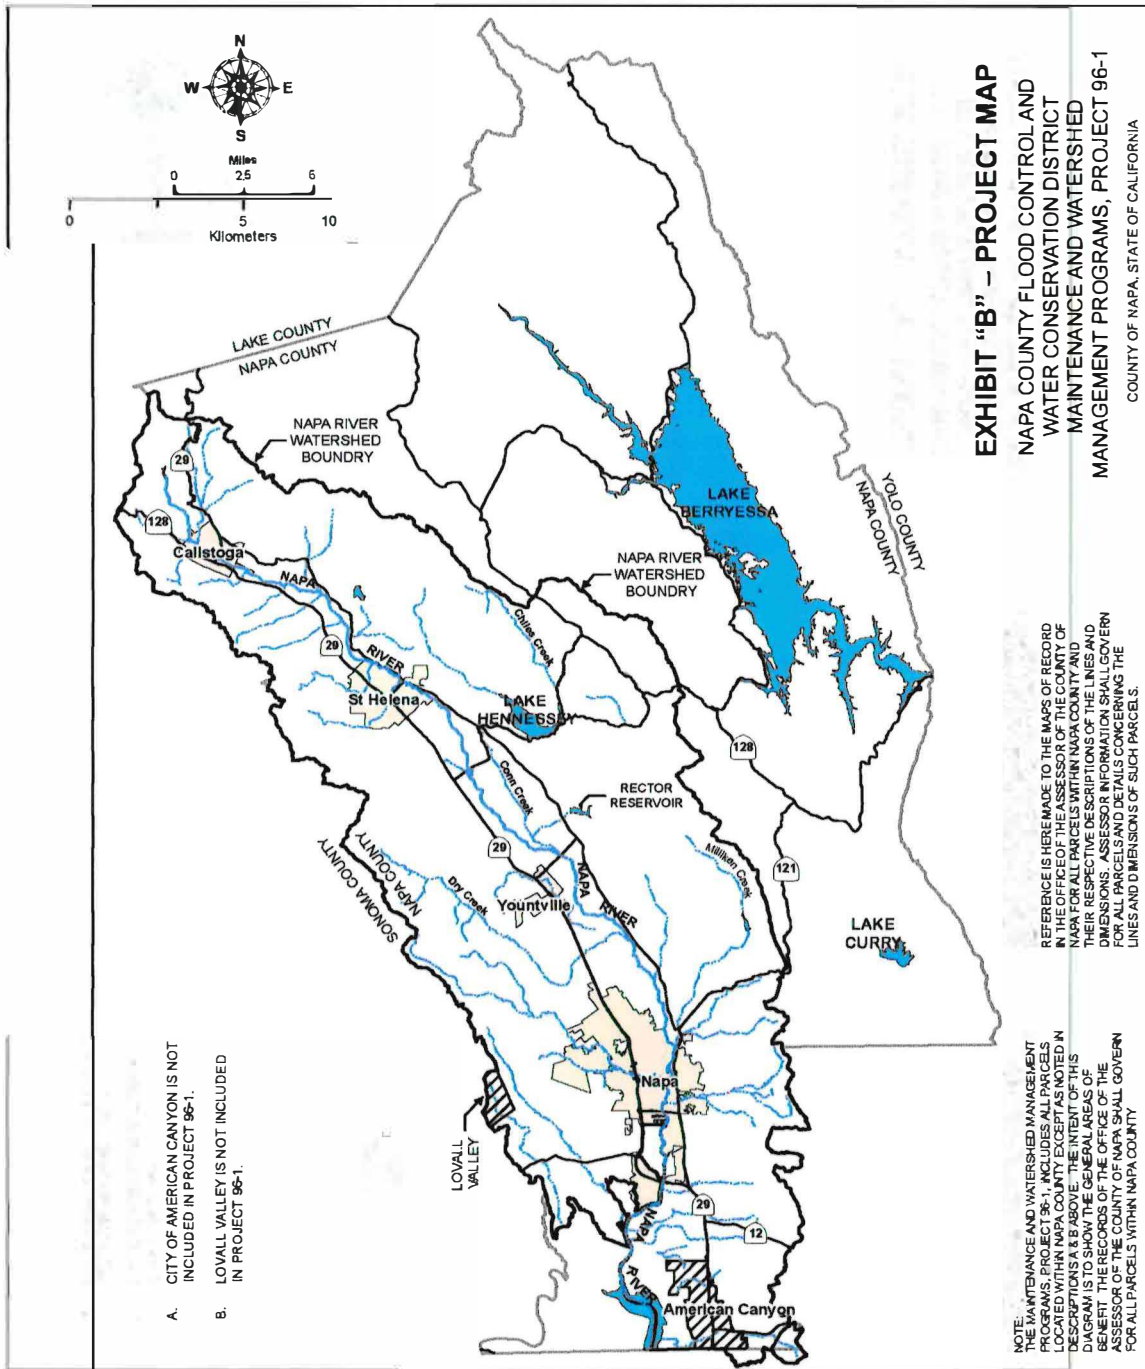 N
W E
S
Miles
0 2.5 6
0 5 10
Kilometers
LAKE COUNTY
NAPA COUNTY
NAPA RIVER
WATERSHED
BOUNDRY
29
128
Calistoga
NAPA
RIVER
29
St Helena
LAKE
HENNESSEY
Chiles Creek
NAPA RIVER
WATERSHED
BOUNDRY
LAKE
BERRYESSA
YOLO COUNTY
NAPA COUNTY
128
121
Conn Creek
RECTOR
RESERVOIR
29
SONOMA COUNTY
NAPA COUNTY
Dry Creek
Yountville
NAPA
RIVER
Milliken Creek
LAKE
CURRY
Napa
LOVALL
VALLEY
NAPA
RIVER
29
12
American Canyon
A. CITY OF AMERICAN CANYON IS NOT
INCLUDED IN PROJECT 96-1.
B. LOVALL VALLEY IS NOT INCLUDED
IN PROJECT 96-1.
EXHIBIT "B" – PROJECT MAP
NAPA COUNTY FLOOD CONTROL AND
WATER CONSERVATION DISTRICT
MAINTENANCE AND WATERSHED
MANAGEMENT PROGRAMS, PROJECT 96-1
COUNTY OF NAPA, STATE OF CALIFORNIA
REFERENCE IS HERE MADE TO THE MAPS OF RECORD
IN THE OFFICE OF THE ASSESSOR OF THE COUNTY OF
NAPA FOR ALL PARCELS WITHIN NAPA COUNTY AND
THEIR RESPECTIVE DESCRIPTIONS OF THE LINES AND
DIMENSIONS. ASSESSOR INFORMATION SHALL GOVERN
FOR ALL PARCELS AND DETAILS CONCERNING THE
LINES AND DIMENSIONS OF SUCH PARCELS.
NOTE:
THE MAINTENANCE AND WATERSHED MANAGEMENT
PROGRAMS, PROJECT 96-1, INCLUDES ALL PARCELS
LOCATED WITHIN NAPA COUNTY EXCEPT AS NOTED IN
DESCRIPTIONS A & B ABOVE. THE INTENT OF THIS
DIAGRAM IS TO SHOW THE GENERAL AREAS OF
BENEFIT. THE RECORDS OF THE OFFICE OF THE
ASSESSOR OF THE COUNTY OF NAPA SHALL GOVERN
FOR ALL PARCELS WITHIN NAPA COUNTY